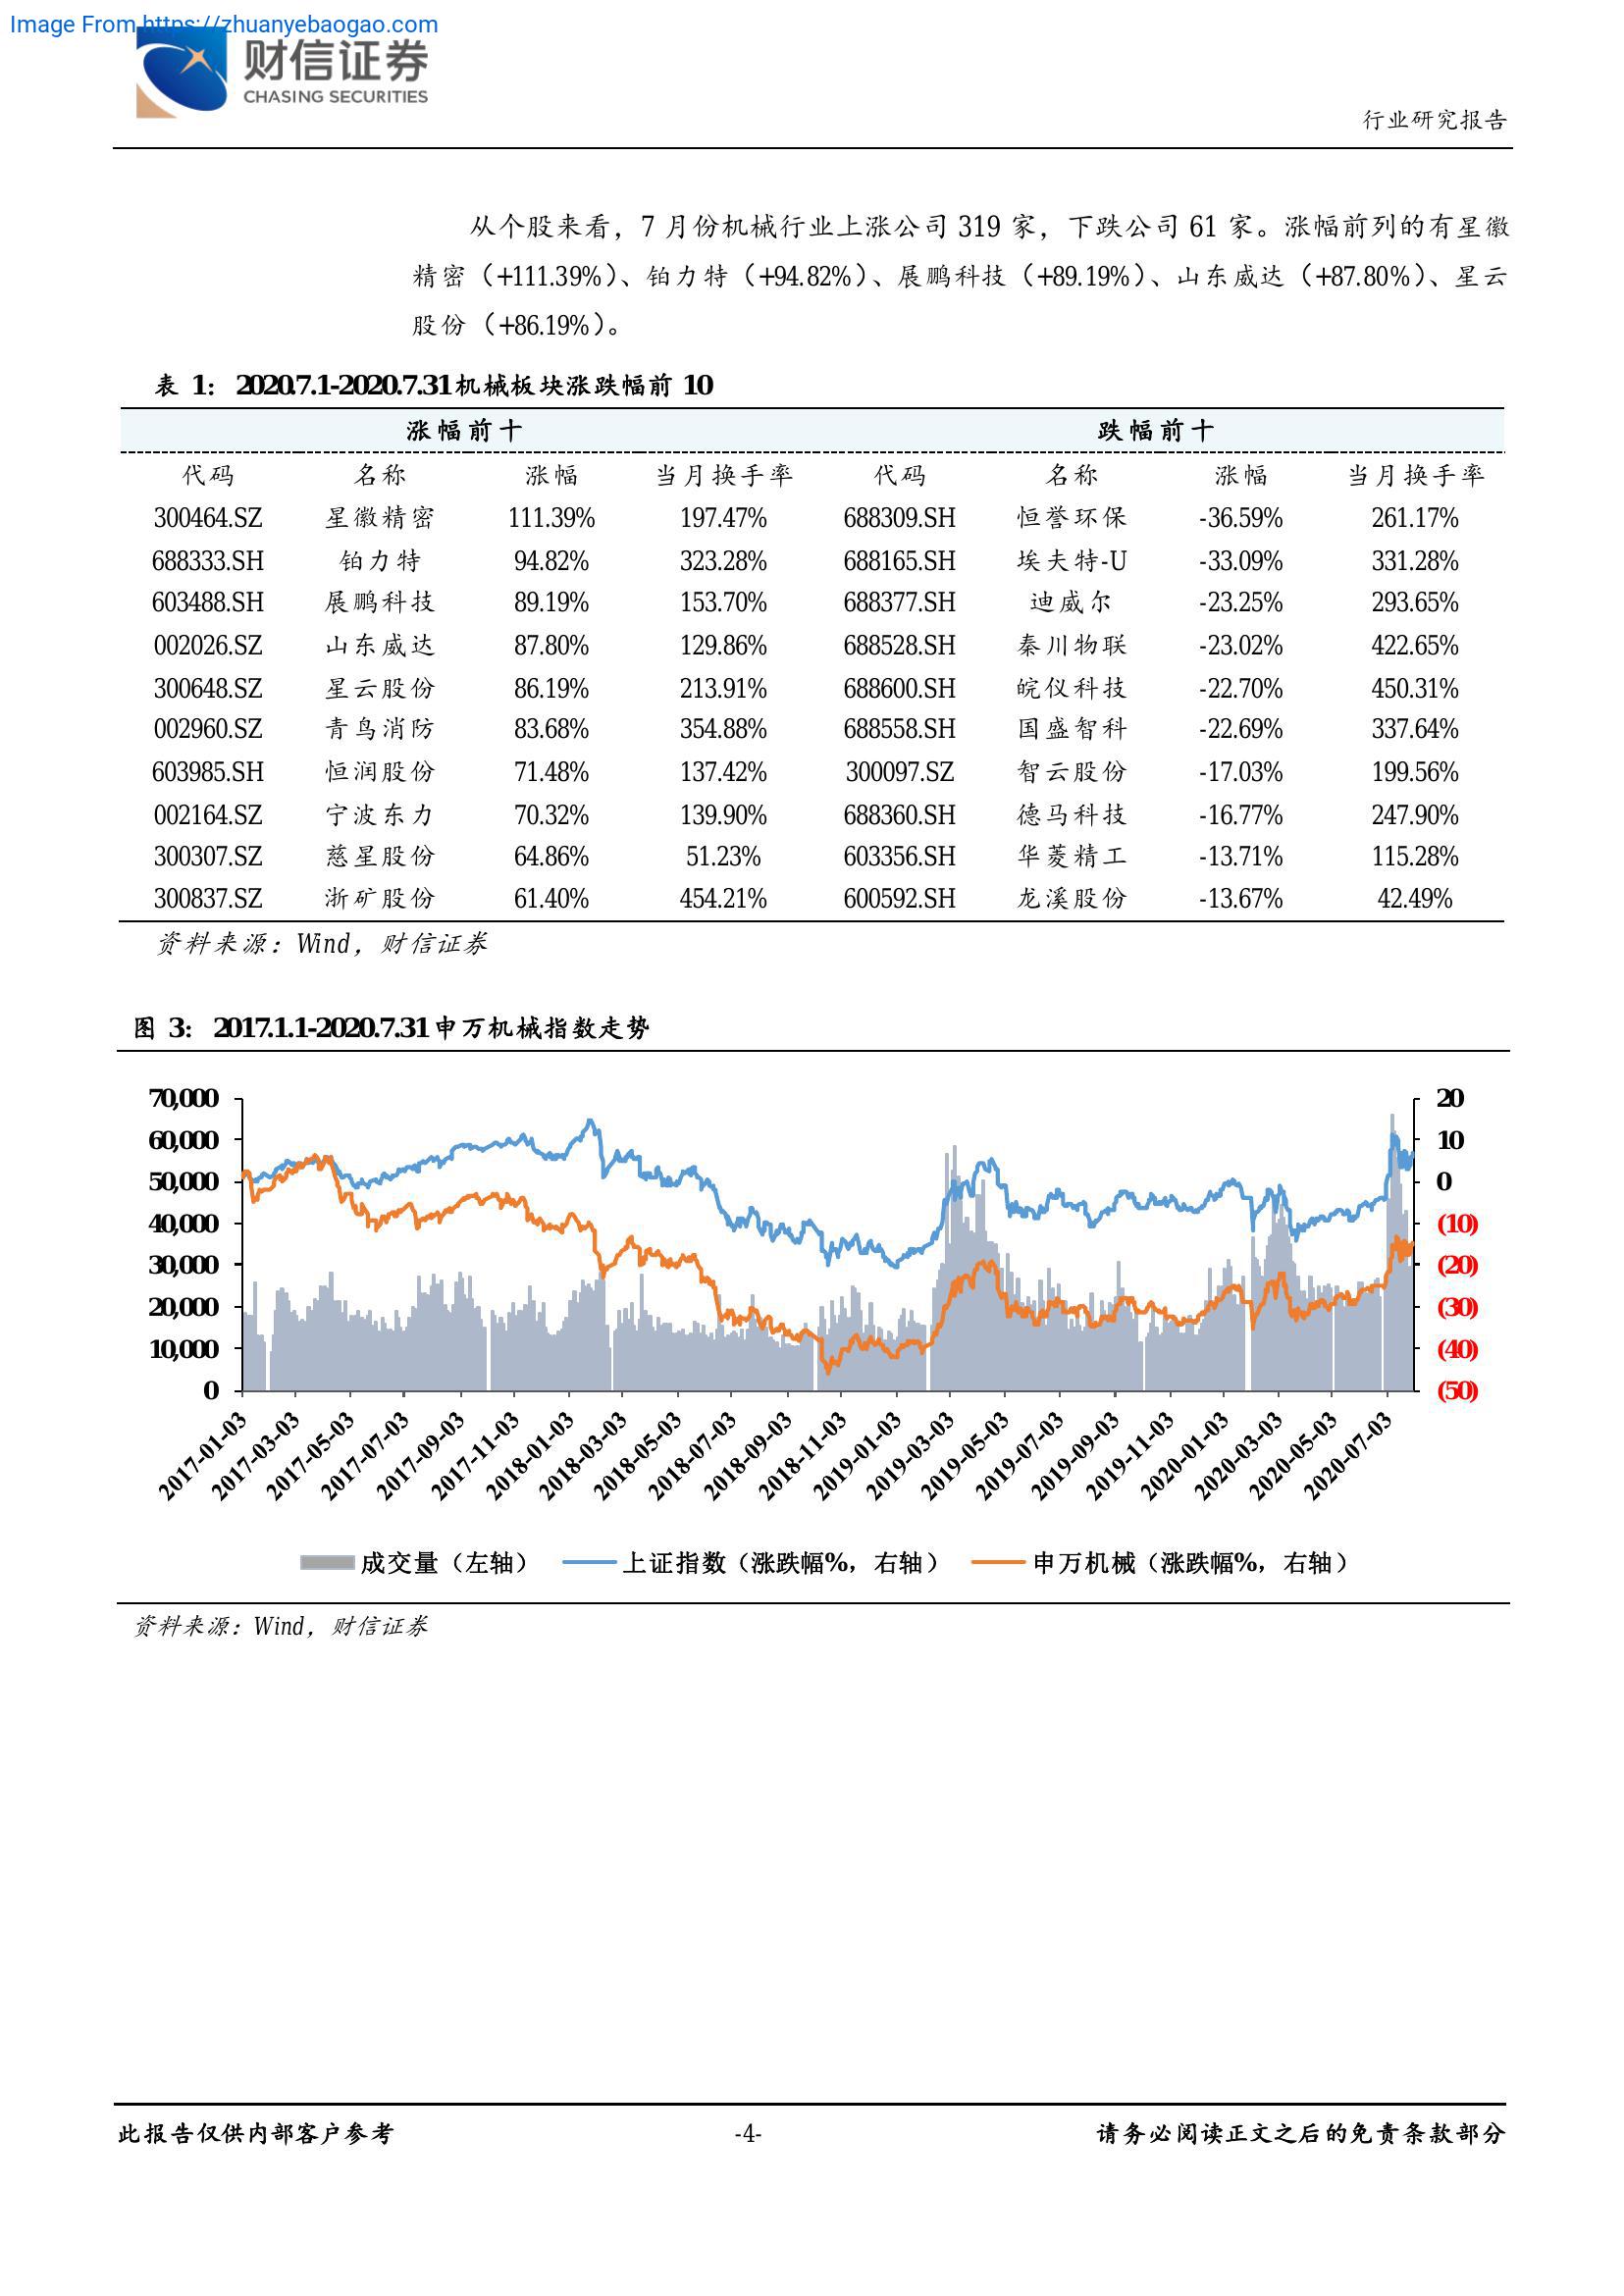 Image From https://zhuanyebaogao.com
财信证券
CHASING SECURITIES
行业研究报告
从个股来看，7 月份机械行业上涨公司 319 家，下跌公司 61 家。涨幅前列的有星徽
精密（+111.39%）、铂力特（+94.82%）、展鹏科技（+89.19%）、山东威达（+87.80%）、星云
股份（+86.19%）。
表 1：2020.7.1-2020.7.31 机械板块涨跌幅前 10
涨幅前十 跌幅前十
代码 名称 涨幅 当月换手率 代码 名称 涨幅 当月换手率
300464.SZ 星徽精密 111.39% 197.47% 688309.SH 恒誉环保 -36.59% 261.17%
688333.SH 铂力特 94.82% 323.28% 688165.SH 埃夫特-U -33.09% 331.28%
603488.SH 展鹏科技 89.19% 153.70% 688377.SH 迪威尔 -23.25% 293.65%
002026.SZ 山东威达 87.80% 129.86% 688528.SH 秦川物联 -23.02% 422.65%
300648.SZ 星云股份 86.19% 213.91% 688600.SH 皖仪科技 -22.70% 450.31%
002960.SZ 青鸟消防 83.68% 354.88% 688558.SH 国盛智科 -22.69% 337.64%
603985.SH 恒润股份 71.48% 137.42% 300097.SZ 智云股份 -17.03% 199.56%
002164.SZ 宁波东力 70.32% 139.90% 688360.SH 德马科技 -16.77% 247.90%
300307.SZ 慈星股份 64.86% 51.23% 603356.SH 华菱精工 -13.71% 115.28%
300837.SZ 浙矿股份 61.40% 454.21% 600592.SH 龙溪股份 -13.67% 42.49%
资料来源：Wind，财信证券
图 3：2017.1.1-2020.7.31 申万机械指数走势
70,000 20
60,000 10
50,000 0
40,000 (10)
30,000 (20)
20,000 (30)
10,000 (40)
0 (50)
2017-01-03 2017-03-03 2017-05-03 2017-07-03 2017-09-03 2017-11-03 2018-01-03 2018-03-03 2018-05-03 2018-07-03 2018-09-03 2018-11-03 2019-01-03 2019-03-03 2019-05-03 2019-07-03 2019-09-03 2019-11-03 2020-01-03 2020-03-03 2020-05-03 2020-07-03
成交量（左轴） 上证指数（涨跌幅%，右轴） 申万机械（涨跌幅%，右轴）
资料来源：Wind，财信证券
此报告仅供内部客户参考 -4- 请务必阅读正文之后的免责条款部分